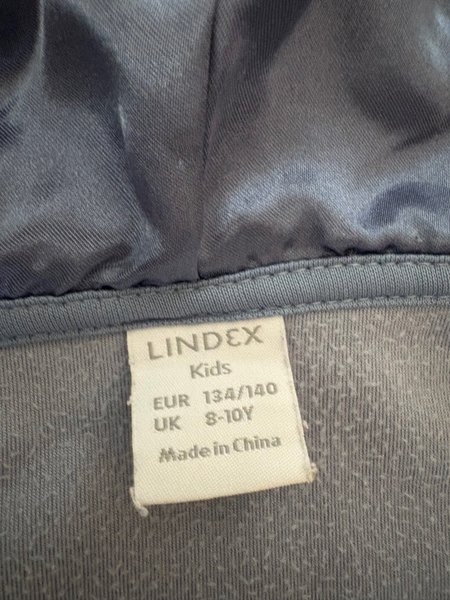 LINDEX
Kids
EUR 134/140
UK 8-10Y
Made in China